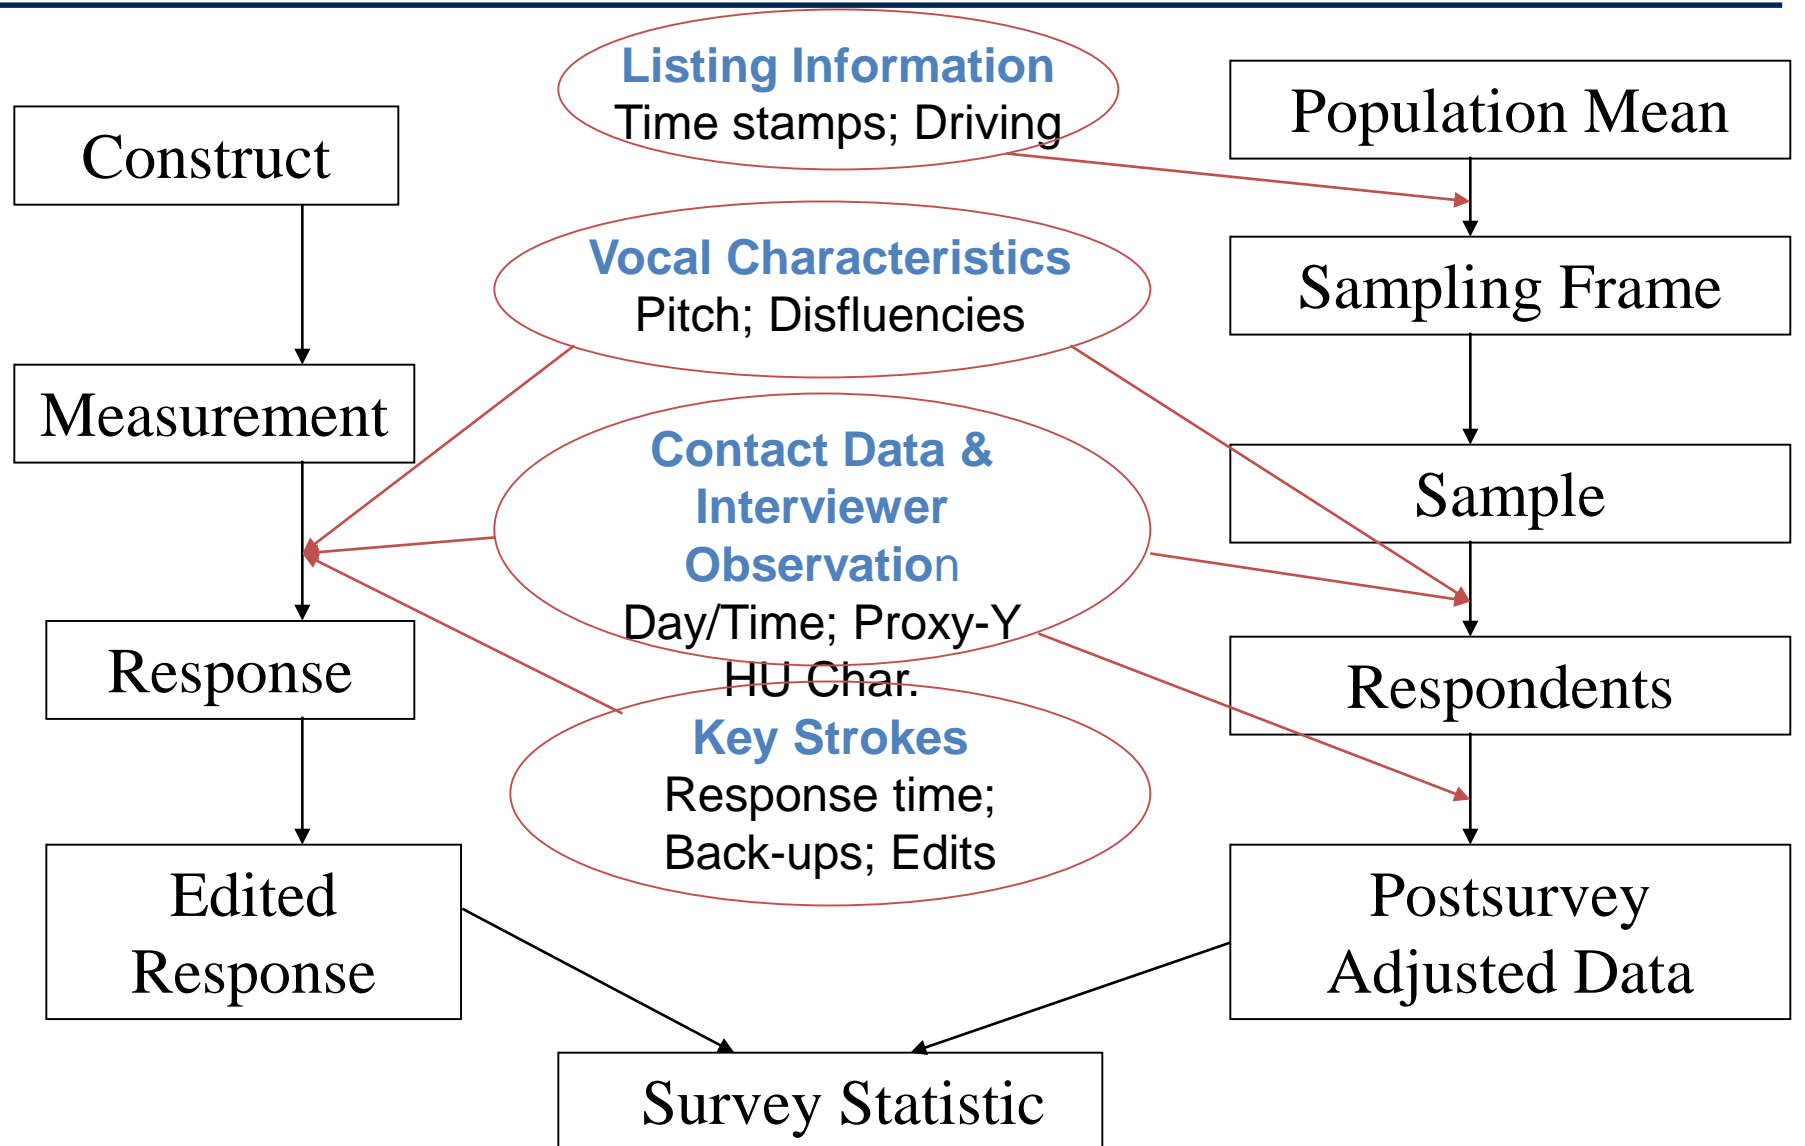 Listing Information
Time stamps; Driving
Population Mean
Construct
Vocal Characteristics
Pitch; Disfluencies
Sampling Frame
Measurement
Contact Data &
Interviewer
Observation
Day/Time; Proxy-Y
HU Char.
Sample
Response
Respondents
Key Strokes
Response time;
Back-ups; Edits
Edited
Response
Postsurvey
Adjusted Data
Survey Statistic